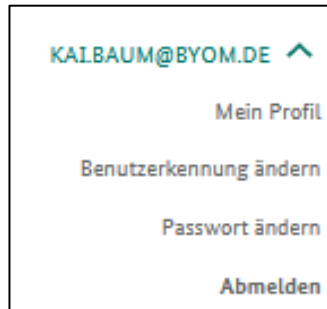 KAI.BAUM@BYOM.DE
Mein Profil
Benutzerkennung ändern
Passwort ändern
Abmelden